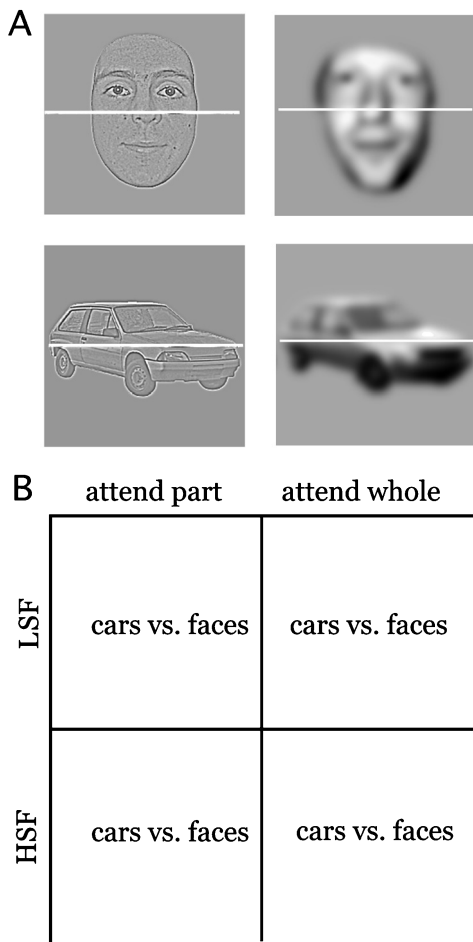 A
B
attend part attend whole
LSF
cars vs. faces cars vs. faces
HSF
cars vs. faces cars vs. faces